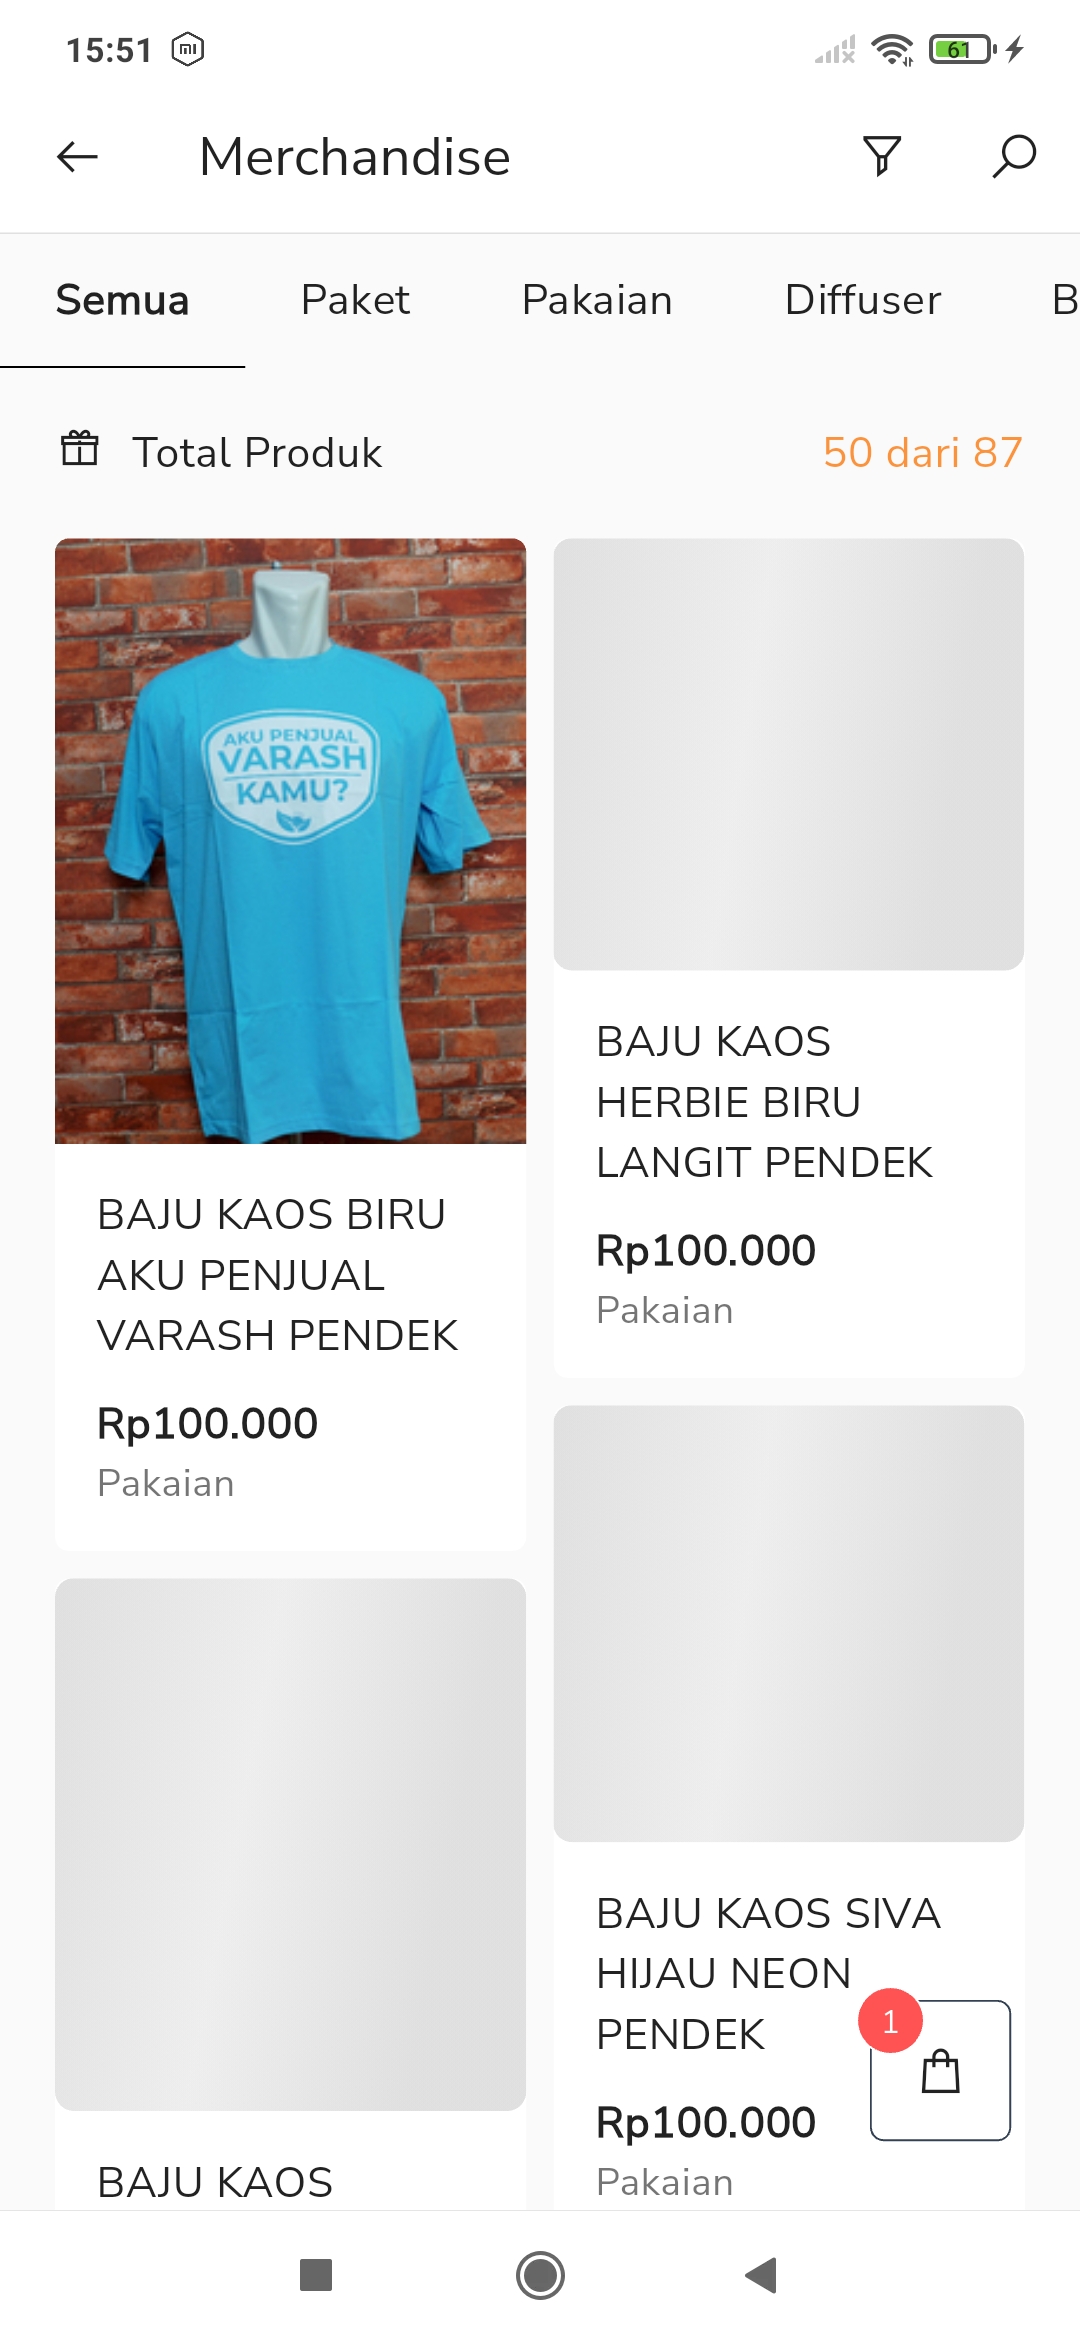 15:51
61
Merchandise
Semua Paket Pakaian Diffuser B
Total Produk 50 dari 87
AKU PENJUAL
VARASH
KAMU?
BAJU KAOS BIRU
AKU PENJUAL
VARASH PENDEK
Rp100.000
Pakaian
BAJU KAOS
HERBIE BIRU
LANGIT PENDEK
Rp100.000
Pakaian
BAJU KAOS
BAJU KAOS SIVA
HIJAU NEON
PENDEK
Rp100.000
Pakaian
1